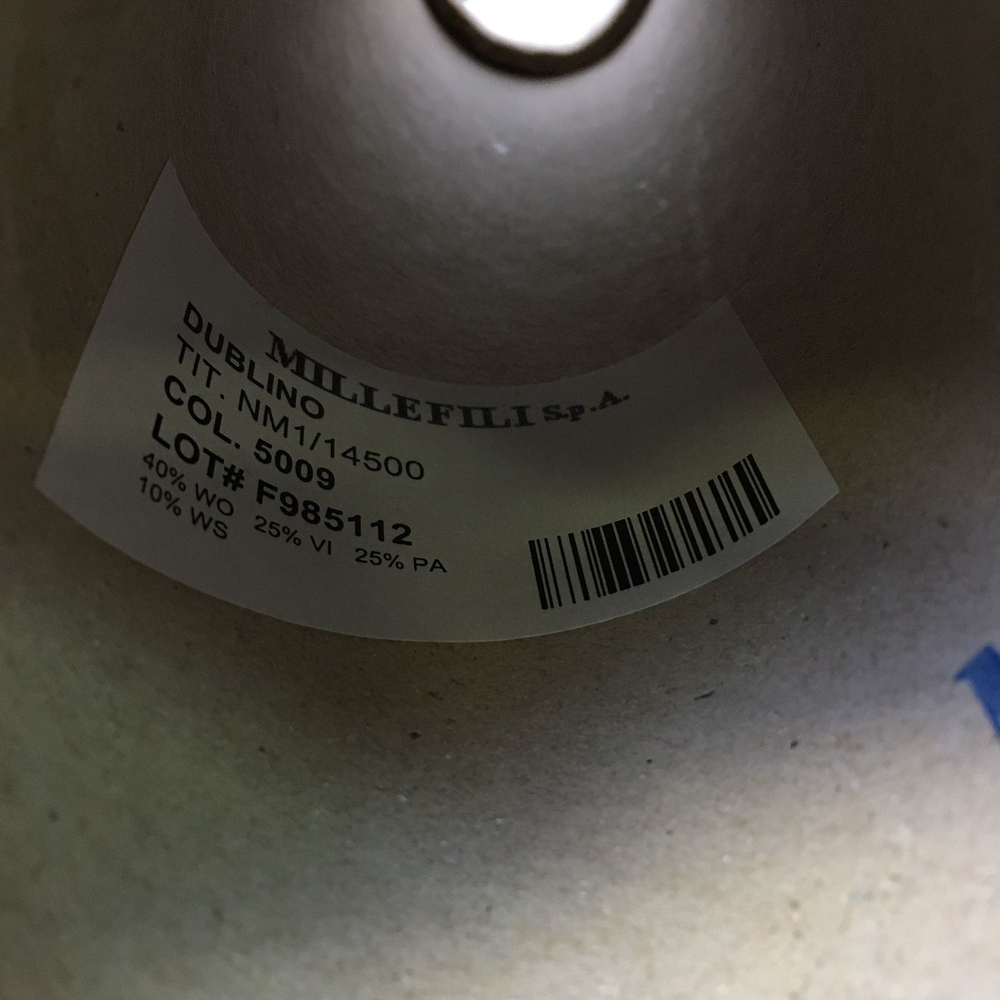 MILLEFILI S.p.A.
DUBLINO
TIT. NM1/14500
COL. 5009
LOT# F985112
40% WO 25% VI 25% PA
10% WS